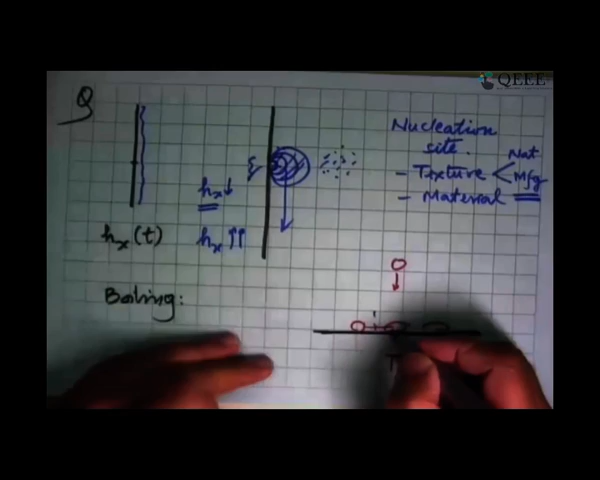 QEEE
Q
Nucleation
site.
- Texture < Nat
Mfg
- Material
hx ↓
hx(t)
hx ↑↑
Boiling: